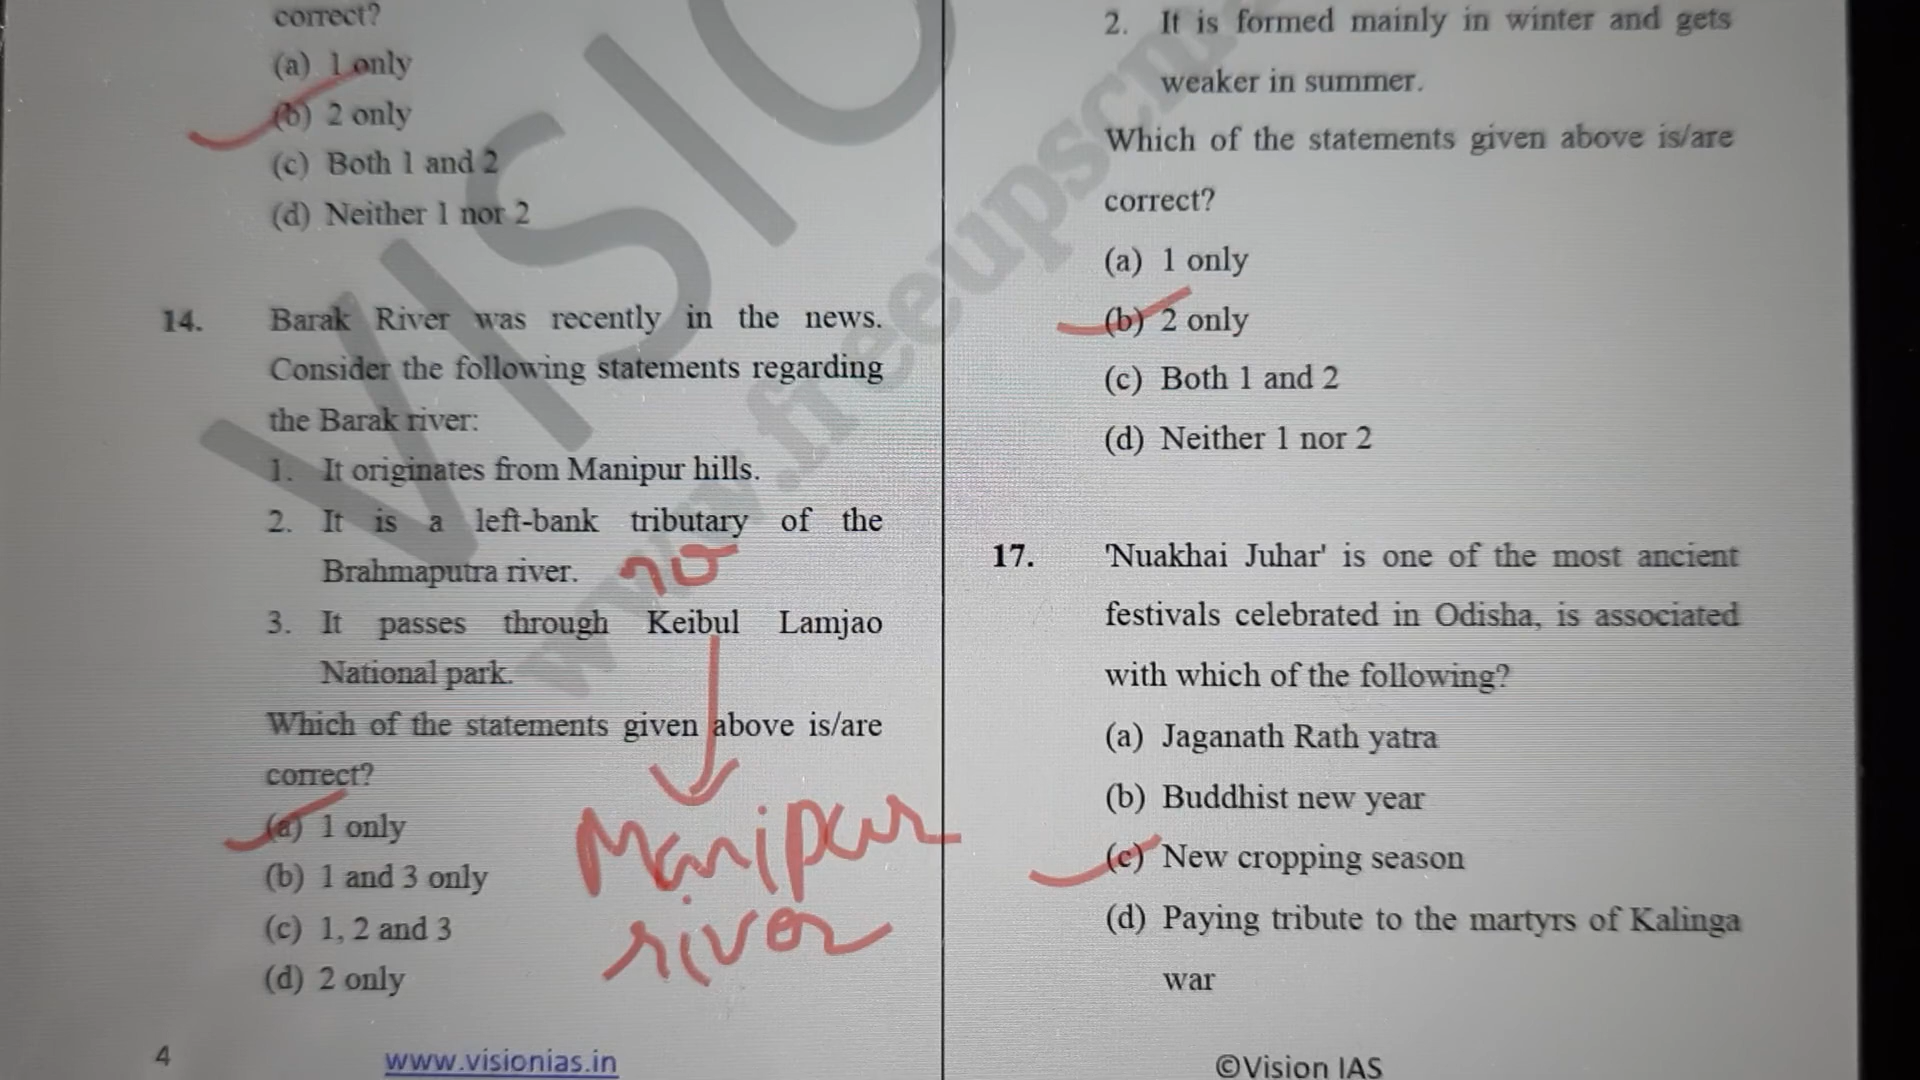 correct?
(a) 1 only
(b) 2 only
(c) Both 1 and 2
(d) Neither 1 nor 2
14. Barak River was recently in the news.
Consider the following statements regarding
the Barak river:
1. It originates from Manipur hills.
2. It is a left-bank tributary of the
Brahmaputra river. no
3. It passes through Keibul Lamjao
National park.
Which of the statements given above is/are
correct?
(a) 1 only
(b) 1 and 3 only
(c) 1, 2 and 3
(d) 2 only
Manipur
river
4 www.visionias.in
2. It is formed mainly in winter and gets
weaker in summer.
Which of the statements given above is/are
correct?
(a) 1 only
(b) 2 only
(c) Both 1 and 2
(d) Neither 1 nor 2
17. 'Nuakhai Juhar' is one of the most ancient
festivals celebrated in Odisha, is associated
with which of the following?
(a) Jaganath Rath yatra
(b) Buddhist new year
(c) New cropping season
(d) Paying tribute to the martyrs of Kalinga
war
©Vision IAS
VISIO
www.freeupsc